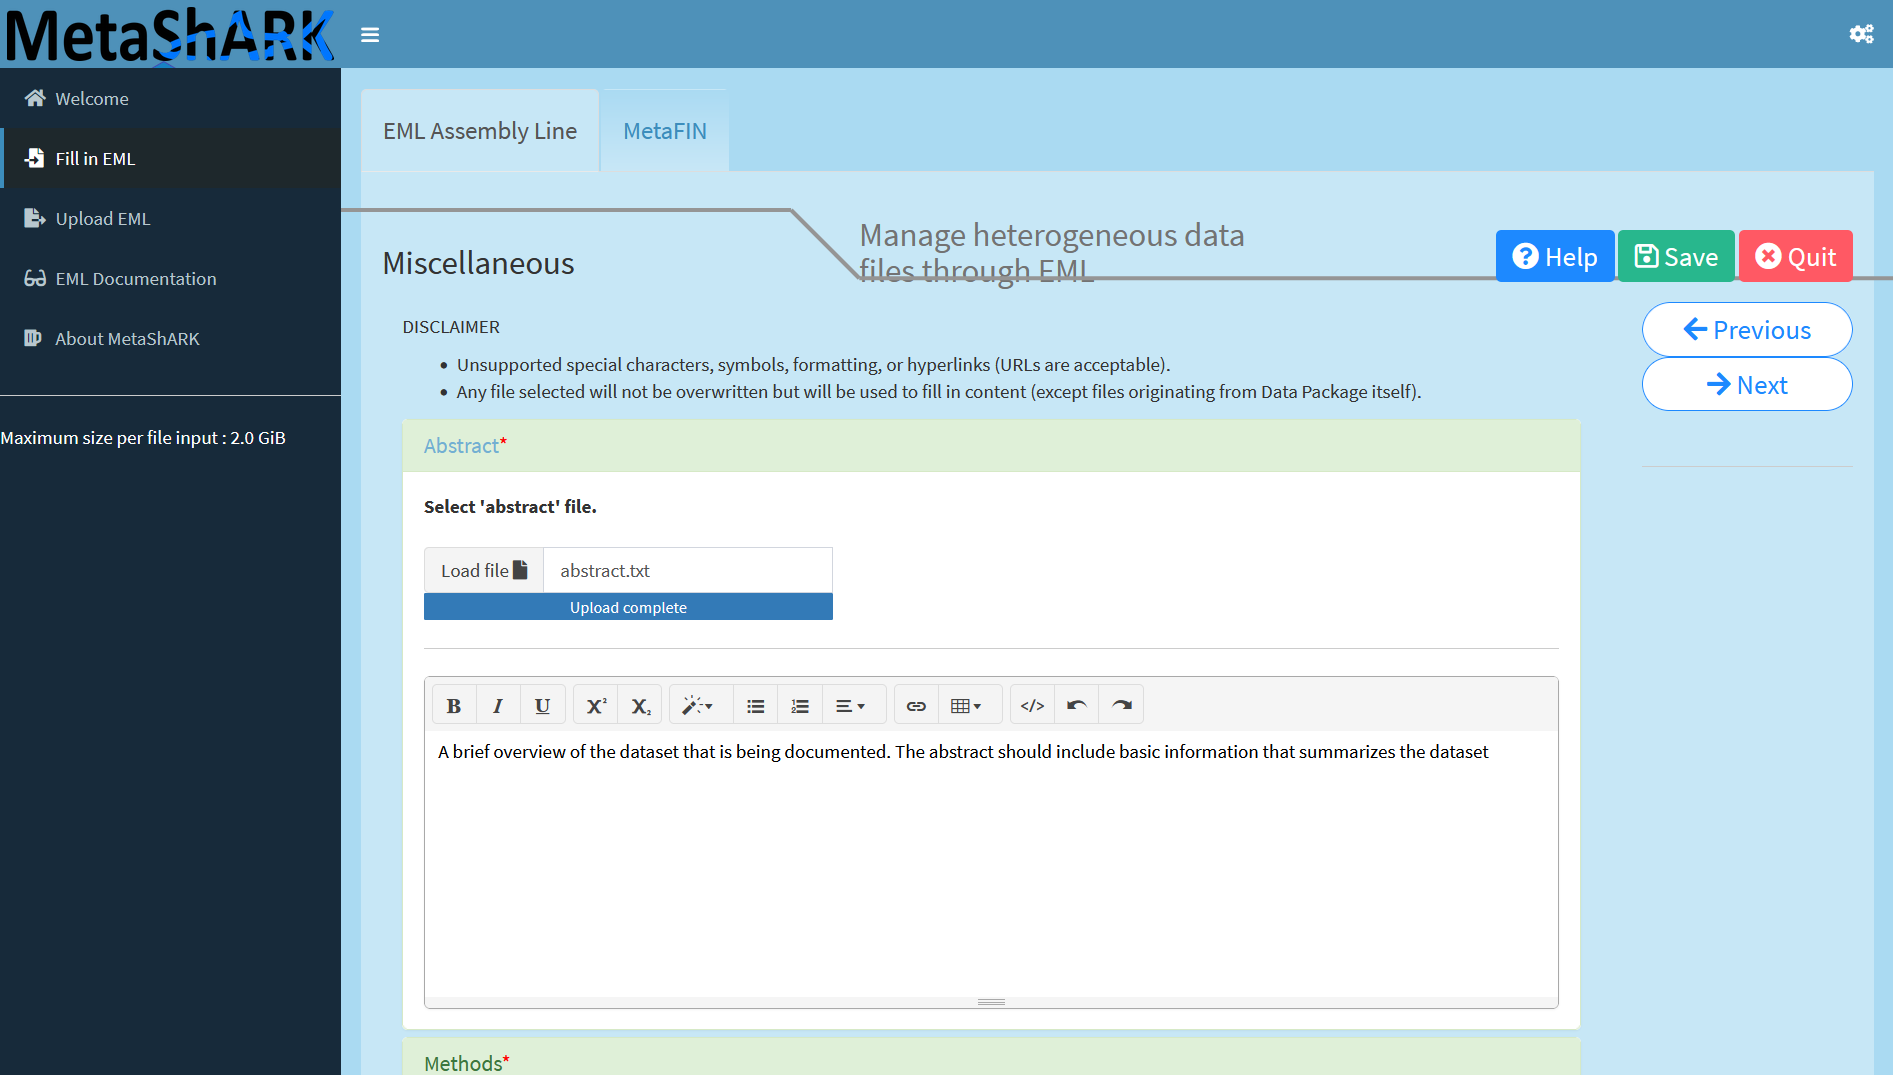 MetaShARK
Welcome
Fill in EML
Upload EML
EML Documentation
About MetaShARK
Maximum size per file input : 2.0 GiB
EML Assembly Line
MetaFIN
Miscellaneous
Manage heterogeneous data
files through EML
Help
Save
Quit
Previous
Next
DISCLAIMER
• Unsupported special characters, symbols, formatting, or hyperlinks (URLs are acceptable).
• Any file selected will not be overwritten but will be used to fill in content (except files originating from Data Package itself).
Abstract*
Select 'abstract' file.
Load file abstract.txt
Upload complete
B I U X² X₂ </>
A brief overview of the dataset that is being documented. The abstract should include basic information that summarizes the dataset
Methods*